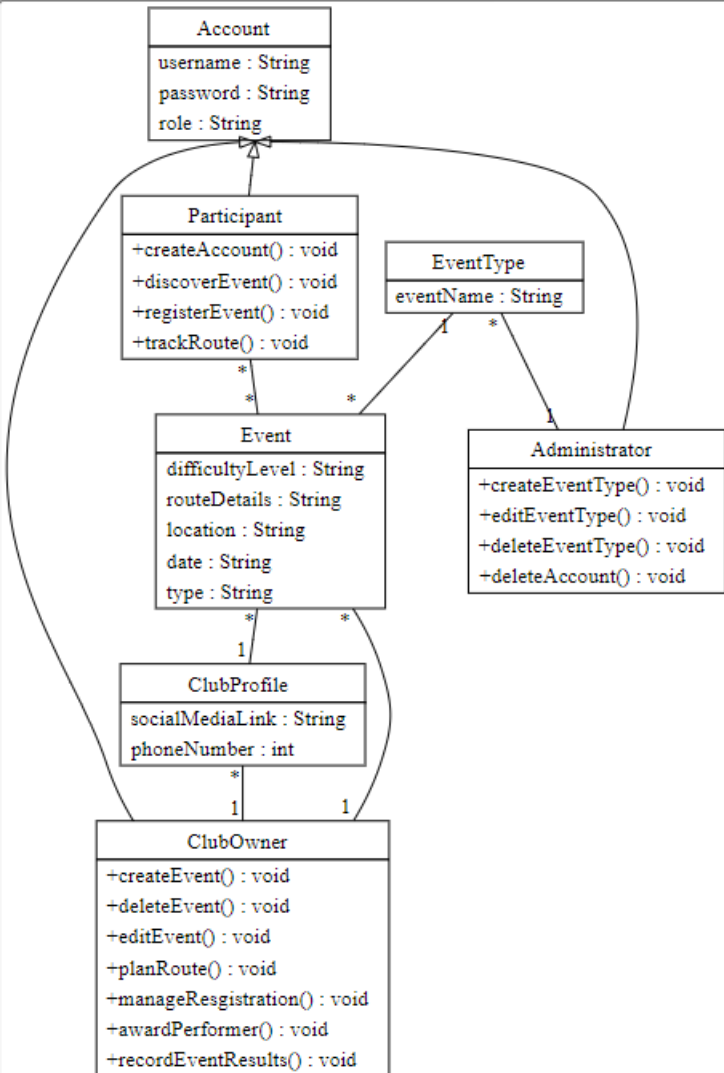 Account
username : String
password : String
role : String
Participant
+createAccount() : void
+discoverEvent() : void
+registerEvent() : void
+trackRoute() : void
EventType
eventName : String
1
*
*
*
*
1
Event
difficultyLevel : String
routeDetails : String
location : String
date : String
type : String
Administrator
+createEventType() : void
+editEventType() : void
+deleteEventType() : void
+deleteAccount() : void
*
*
1
ClubProfile
socialMediaLink : String
phoneNumber : int
*
1
1
ClubOwner
+createEvent() : void
+deleteEvent() : void
+editEvent() : void
+planRoute() : void
+manageResgistration() : void
+awardPerformer() : void
+recordEventResults() : void